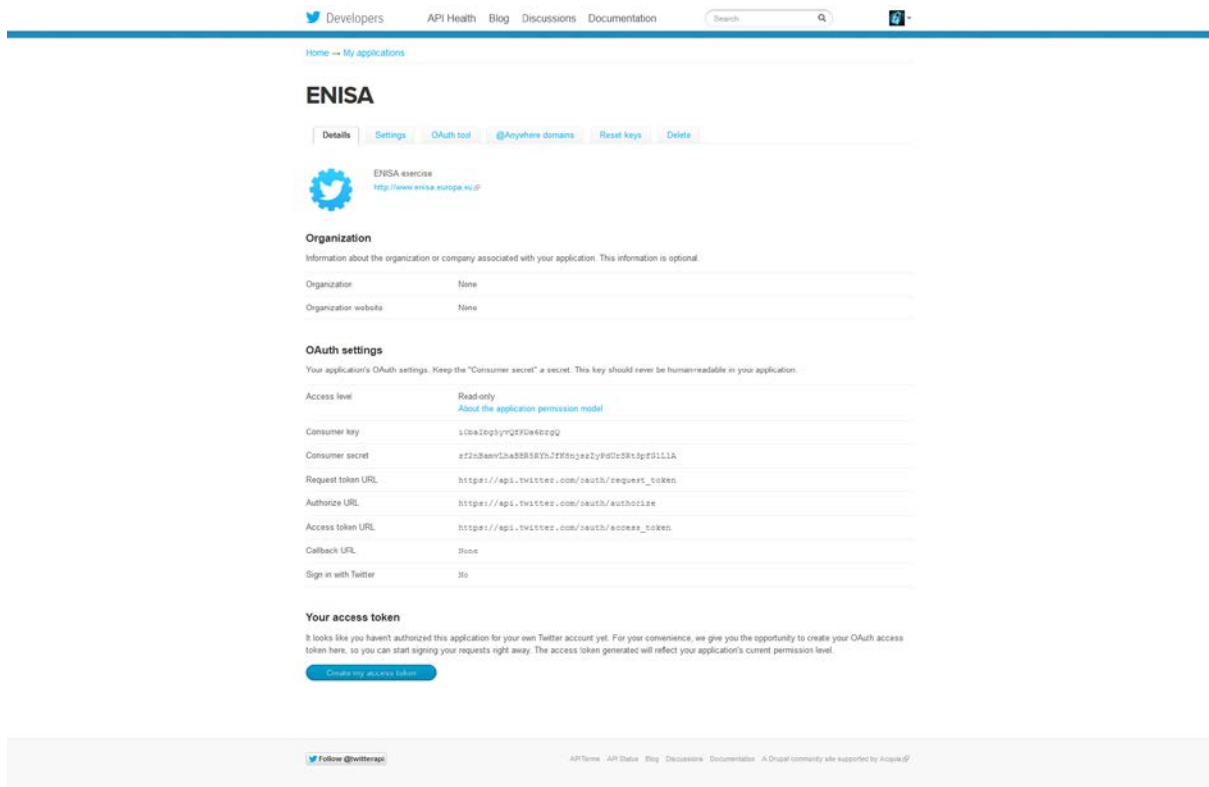 Developers API Health Blog Discussions Documentation Search
Home → My applications
ENISA
Details Settings OAuth tool @Anywhere domains Reset keys Delete
ENISA exercise
http://www.enisa.europa.eu
Organization
Information about the organization or company associated with your application. This information is optional.
Organization None
Organization website None
OAuth settings
Your application's OAuth settings. Keep the "Consumer secret" a secret. This key should never be human-readable in your application.
Access level Read-only
About the application permission model
Consumer key
Consumer secret
Request token URL https://api.twitter.com/oauth/request_token
Authorize URL https://api.twitter.com/oauth/authorize
Access token URL https://api.twitter.com/oauth/access_token
Callback URL None
Sign in with Twitter No
Your access token
It looks like you haven't authorized this application for your own Twitter account yet. For your convenience, we give you the opportunity to create your OAuth access
token here, so you can start signing your requests right away. The access token generated will reflect your application's current permission level.
Create my access token
Follow @twitterapi API Terms API Status Blog Discussions Documentation A Drupal community site supported by Acquia